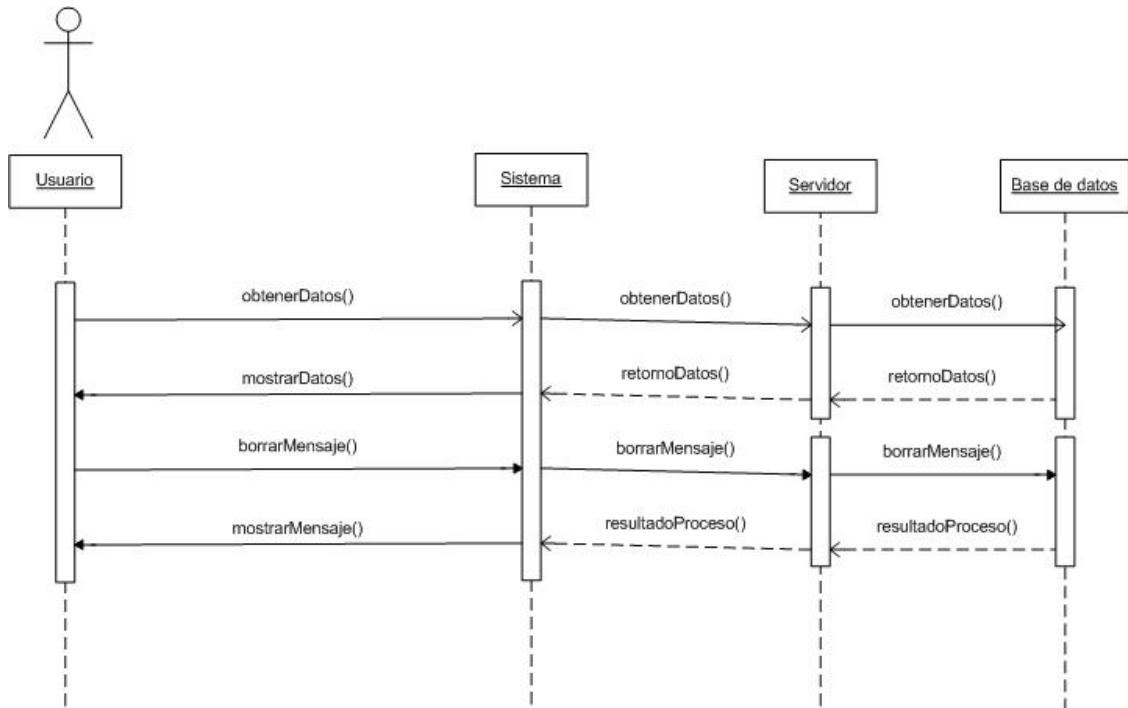 Usuario
Sistema
Servidor
Base de datos
obtenerDatos()
obtenerDatos()
obtenerDatos()
mostrarDatos()
retornoDatos()
retornoDatos()
borrarMensaje()
borrarMensaje()
borrarMensaje()
mostrarMensaje()
resultadoProceso()
resultadoProceso()